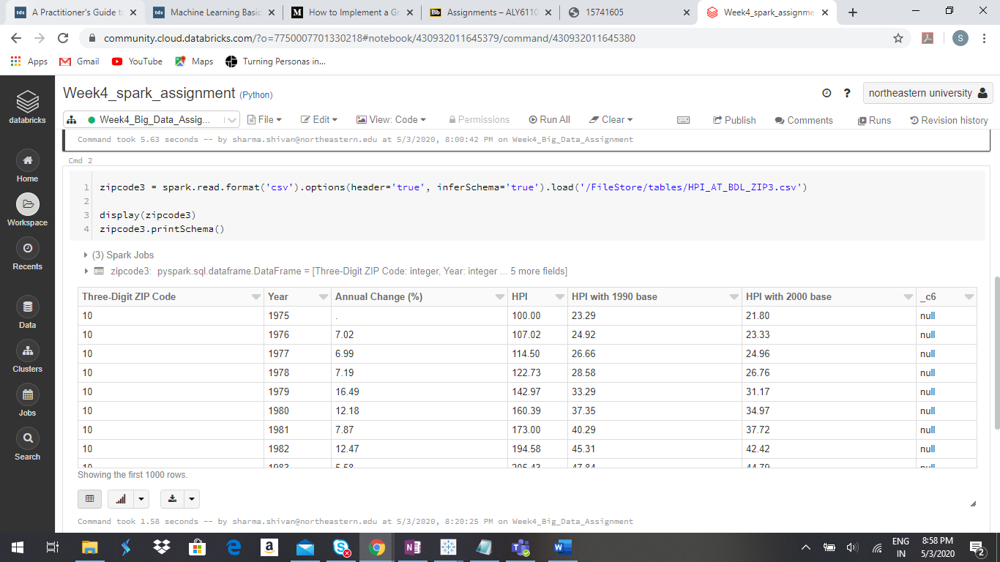 A Practitioner's Guide to
Machine Learning Basic
How to Implement a Gr
Assignments – ALY6110
15741605
Week4_spark_assignme
community.cloud.databricks.com/?o=7750007701330218#notebook/430932011645379/command/430932011645380
S
Apps
Gmail
YouTube
Maps
Turning Personas in...
databricks
Home
Workspace
Recents
Data
Clusters
Jobs
Search
Week4_spark_assignment (Python)
? northeastern university
Week4_Big_Data_Assig... File Edit View: Code Permissions Run All Clear Publish Comments Runs Revision history
Command took 5.63 seconds -- by sharma.shivan@northeastern.edu at 5/3/2020, 8:00:42 PM on Week4_Big_Data_Assignment
Cmd 2
1 zipcode3 = spark.read.format('csv').options(header='true', inferSchema='true').load('/FileStore/tables/HPI_AT_BDL_ZIP3.csv')
2
3 display(zipcode3)
4 zipcode3.printSchema()
(3) Spark Jobs
zipcode3: pyspark.sql.dataframe.DataFrame = [Three-Digit ZIP Code: integer, Year: integer ... 5 more fields]
Three-Digit ZIP Code Year Annual Change (%) HPI HPI with 1990 base HPI with 2000 base _c6
10 1975 . 100.00 23.29 21.80 null
10 1976 7.02 107.02 24.92 23.33 null
10 1977 6.99 114.50 26.66 24.96 null
10 1978 7.19 122.73 28.58 26.76 null
10 1979 16.49 142.97 33.29 31.17 null
10 1980 12.18 160.39 37.35 34.97 null
10 1981 7.87 173.00 40.29 37.72 null
10 1982 12.47 194.58 45.31 42.42 null
10 1983 5.58 205.43 47.84 44.79 null
Showing the first 1000 rows.
Command took 1.58 seconds -- by sharma.shivan@northeastern.edu at 5/3/2020, 8:20:25 PM on Week4_Big_Data_Assignment
ENG 8:58 PM
IN 5/3/2020 2